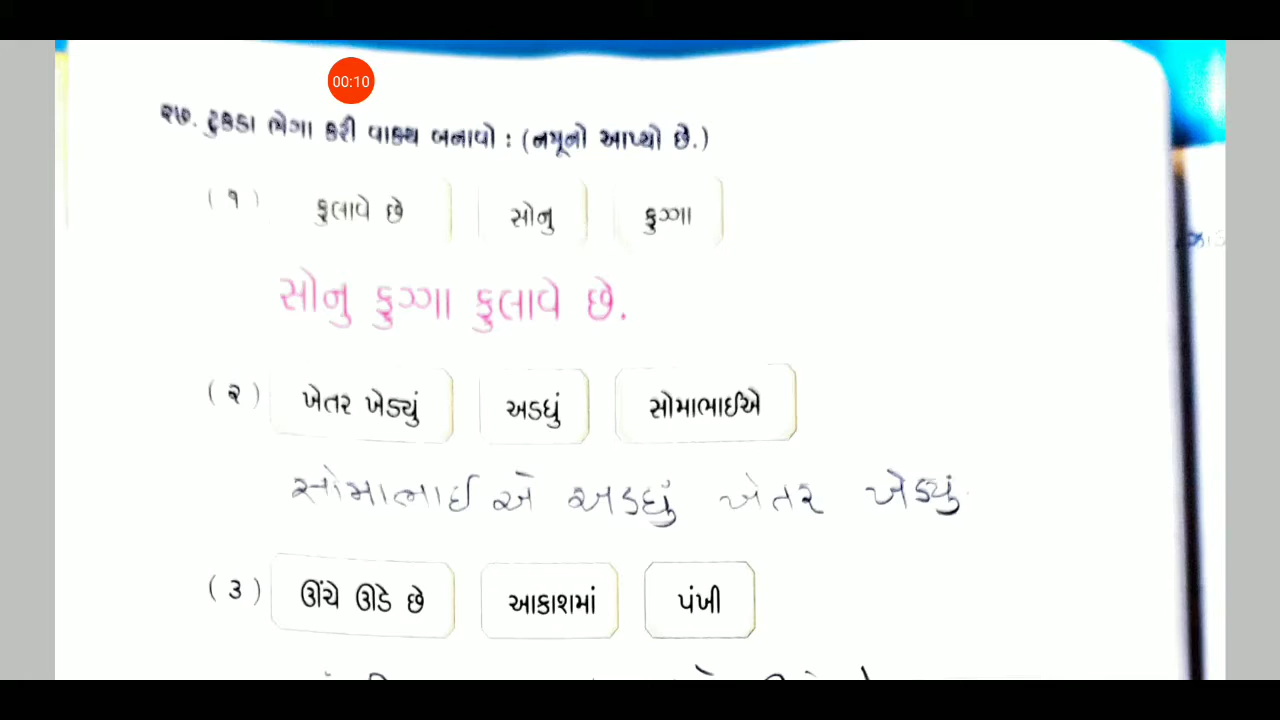 00:10
૨૭. ટુકડા ભેગા કરી વાક્ય બનાવો : (નમૂનો આપ્યો છે.)
(૧) ફુલાવે છે સોનુ ફુગ્ગા
સોનુ ફુગ્ગા ફુલાવે છે.
(૨) ખેતર ખેડ્યું અડધું સોમાભાઈએ
સોમાભાઈ એ અડધું ખેતર ખેડ્યું.
(૩) ઊંચે ઊડે છે આકાશમાં પંખી